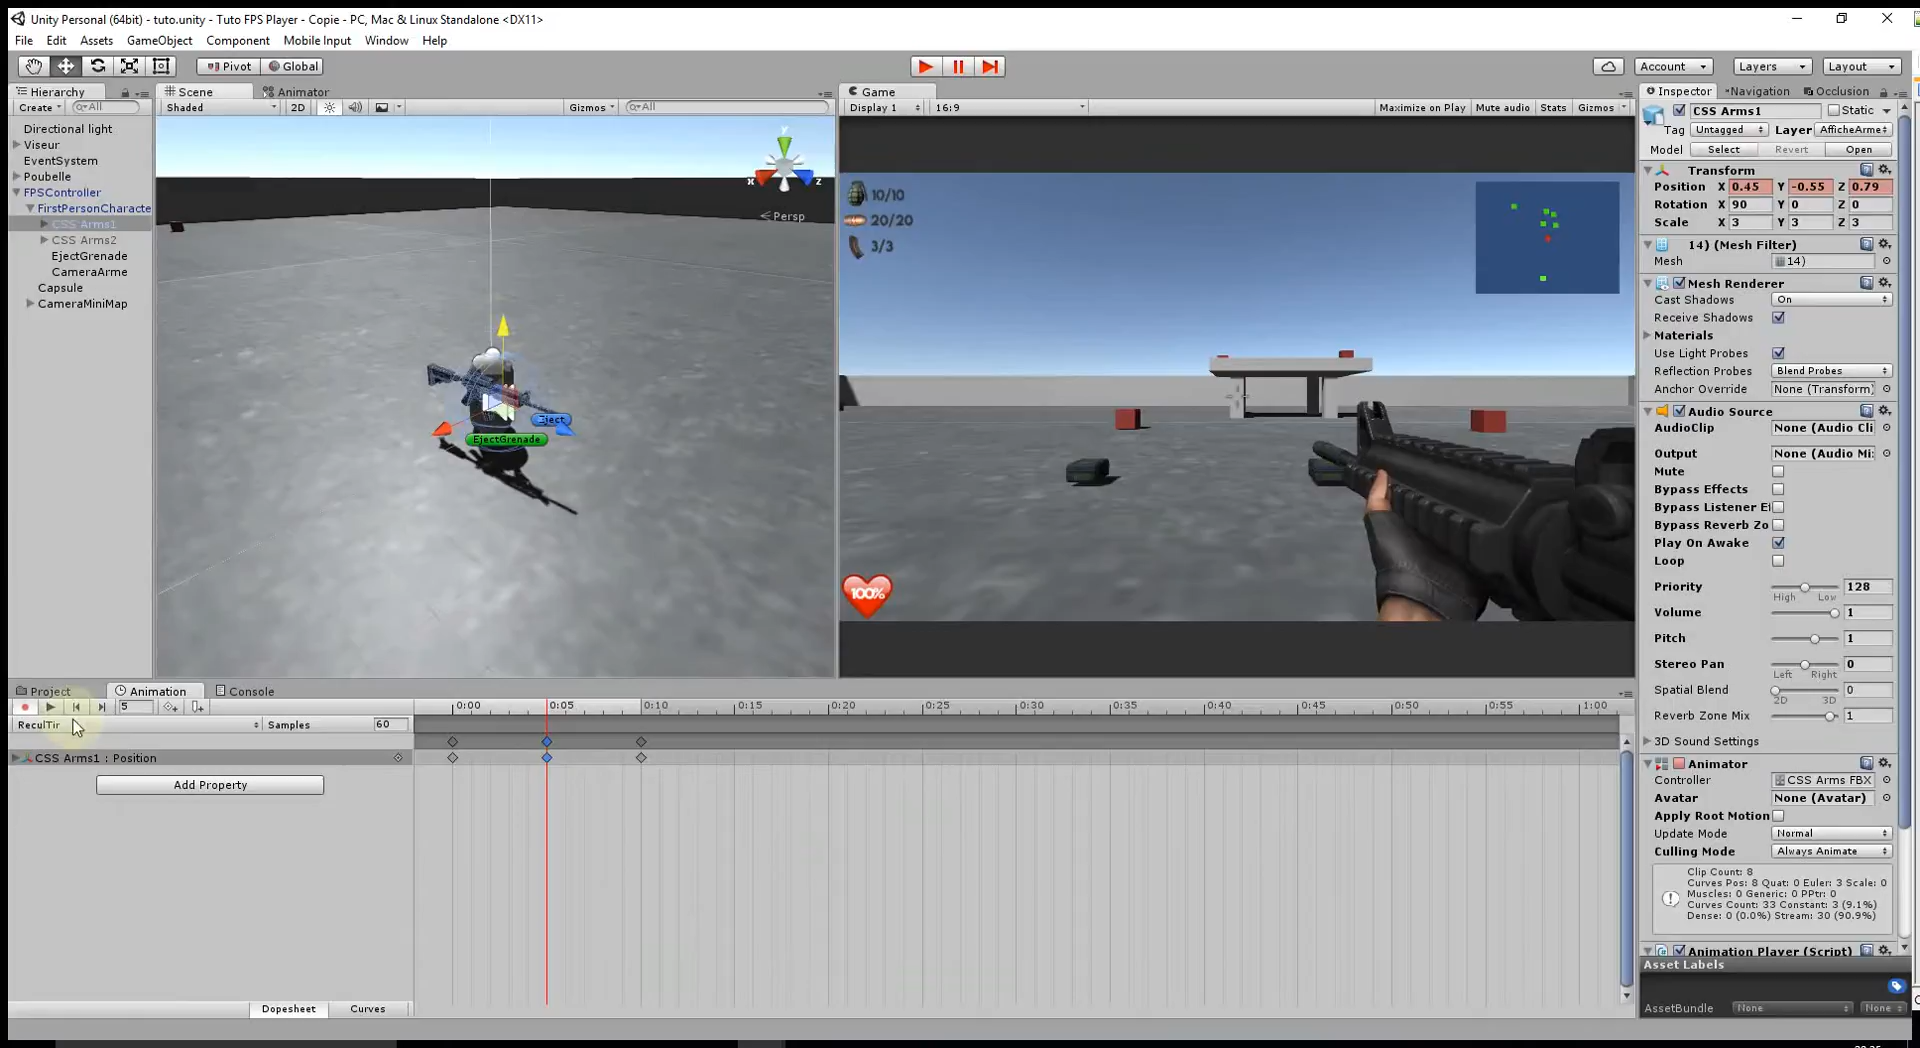 Unity Personal (64bit) - tuto.unity - Tuto FPS Player - Copie - PC, Mac & Linux Standalone <DX11>
File Edit Assets GameObject Component Mobile Input Window Help
Pivot Global Account Layers Layout
Hierarchy Scene Animator Game Inspector Navigation Occlusion
Create All Shaded 2D Gizmos All Display 1 16:9 Maximize on Play Mute audio Stats Gizmos
Directional light
Viseur
EventSystem
Poubelle
FPSController
FirstPersonCharacte
CSS Arms1
CSS Arms2
EjectGrenade
CameraArme
Capsule
CameraMiniMap
y
x z
Persp
Eject
EjectGrenade
10/10
20/20
3/3
100%
CSS Arms1 Static
Tag Untagged Layer AfficheArme
Model Select Revert Open
Transform
Position X 0.45 Y -0.55 Z 0.79
Rotation X 90 Y 0 Z 0
Scale X 3 Y 3 Z 3
14) (Mesh Filter)
Mesh 14)
Mesh Renderer
Cast Shadows On
Receive Shadows
Materials
Use Light Probes
Reflection Probes Blend Probes
Anchor Override None (Transform)
Audio Source
AudioClip None (Audio Cli
Output None (Audio Mi:
Mute
Bypass Effects
Bypass Listener Ef
Bypass Reverb Zo
Play On Awake
Loop
Priority 128
High Low
Volume 1
Pitch 1
Stereo Pan 0
Left Right
Spatial Blend 0
2D 3D
Reverb Zone Mix 1
3D Sound Settings
Animator
Controller CSS Arms FBX
Avatar None (Avatar)
Apply Root Motion
Update Mode Normal
Culling Mode Always Animate
Clip Count: 8
Curves Pos: 8 Quat: 0 Euler: 3 Scale: 0
Muscles: 0 Generic: 0 PPtr: 0
Curves Count: 33 Constant: 3 (9.1%)
Dense: 0 (0.0%) Stream: 30 (90.9%)
Animation Player (Script)
Asset Labels
AssetBundle None None
Project Animation Console
5 0:00 0:05 0:10 0:15 0:20 0:25 0:30 0:35 0:40 0:45 0:50 0:55 1:00
ReculTir Samples 60
CSS Arms1 : Position
Add Property
Dopesheet Curves